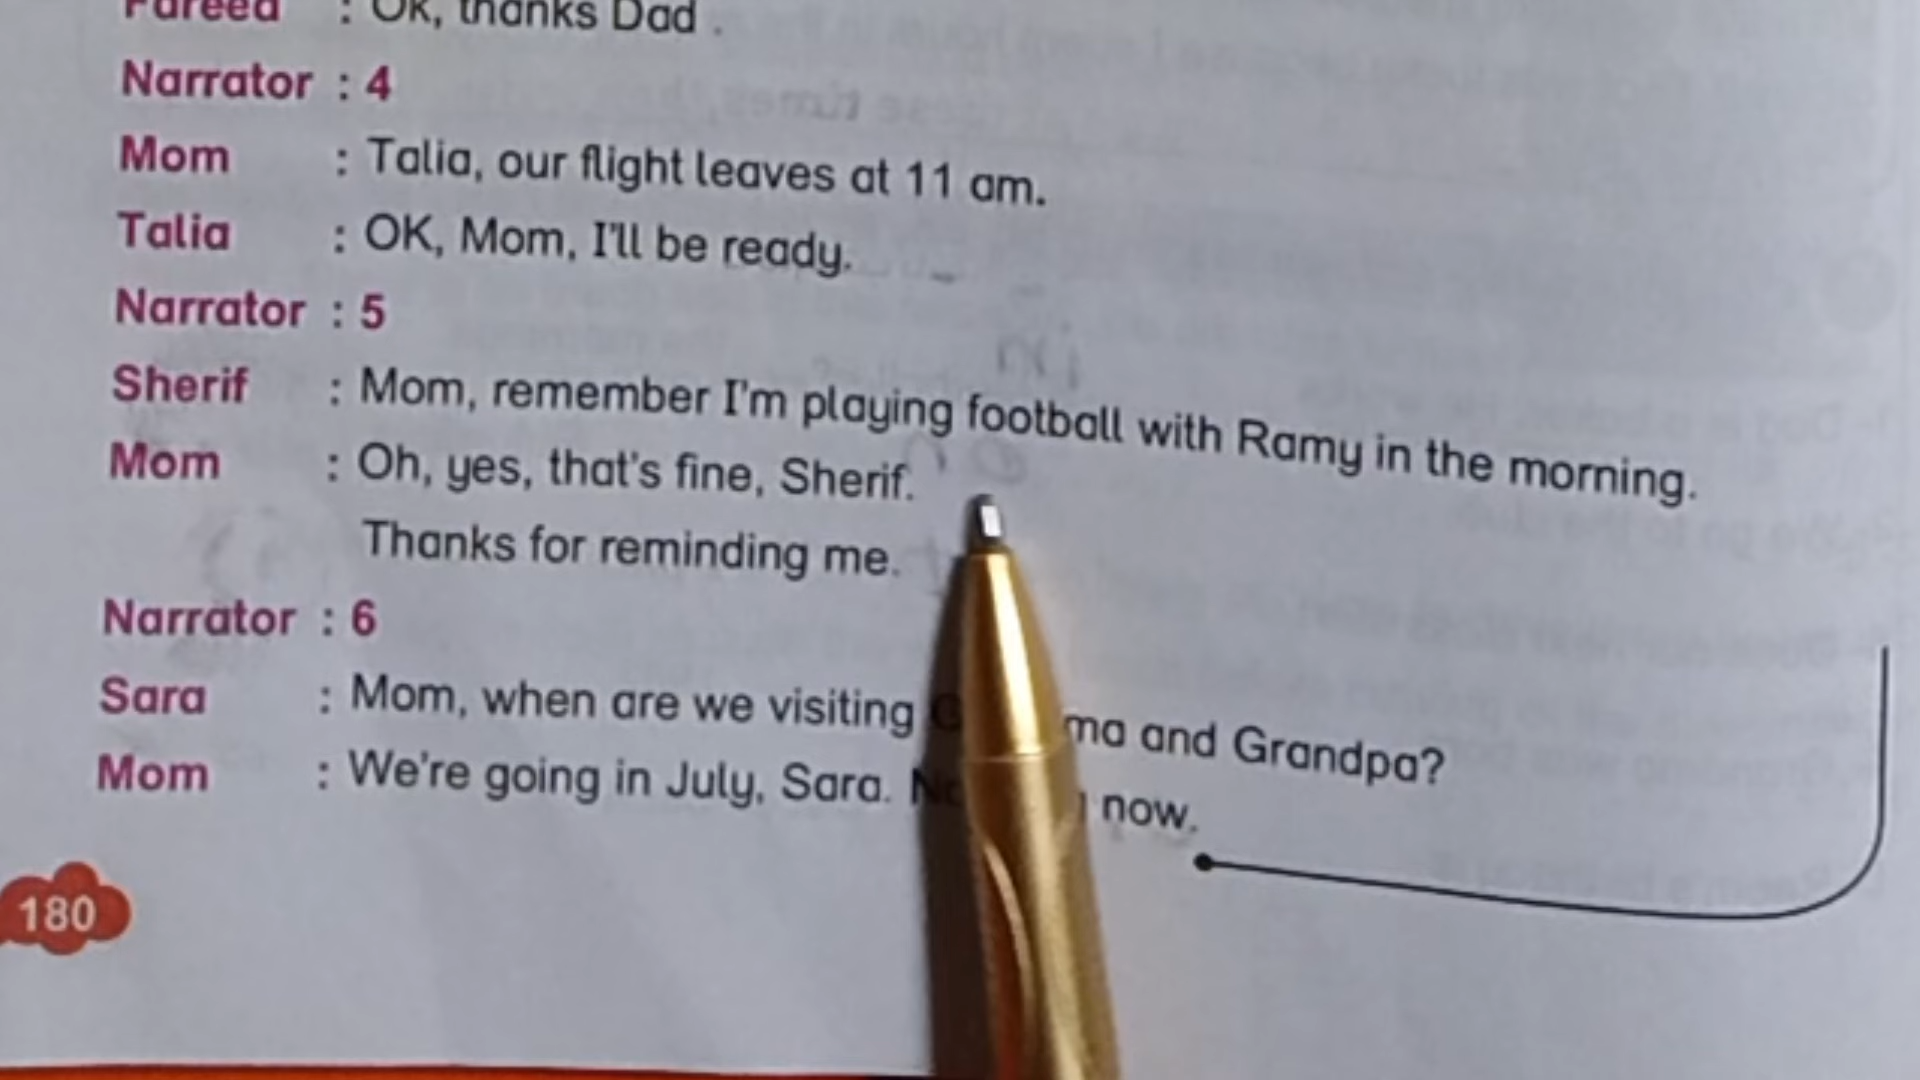 Fareed : Ok, thanks Dad .
Narrator : 4
Mom : Talia, our flight leaves at 11 am.
Talia : OK, Mom, I'll be ready.
Narrator : 5
Sherif : Mom, remember I'm playing football with Ramy in the morning.
Mom : Oh, yes, that's fine, Sherif.
Thanks for reminding me.
Narrator : 6
Sara : Mom, when are we visiting and Grandpa?
Mom : We're going in July, Sara. now.
180